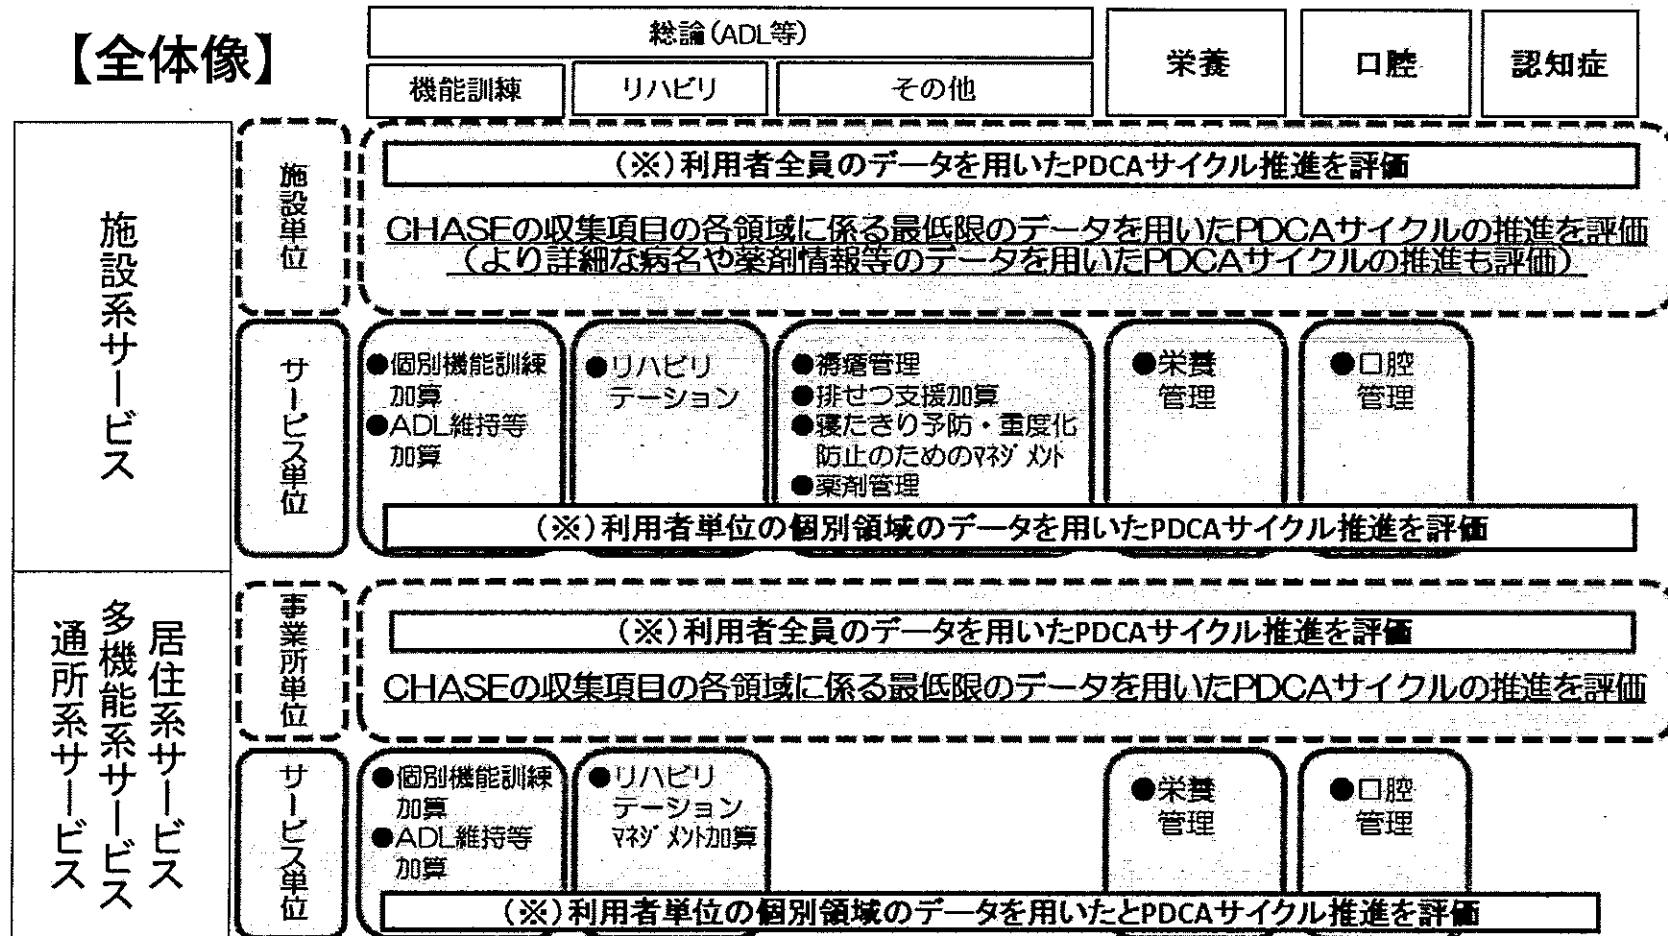 【全体像】
総論(ADL等)
機能訓練
リハビリ
その他
栄養
口腔
認知症
施設系サービス
施設単位
(※)利用者全員のデータを用いたPDCAサイクル推進を評価
CHASEの収集項目の各領域に係る最低限のデータを用いたPDCAサイクルの推進を評価
(より詳細な病名や薬剤情報等のデータを用いたPDCAサイクルの推進も評価)
サービス単位
●個別機能訓練
加算
●ADL維持等
加算
●リハビリ
テーション
●褥瘡管理
●排せつ支援加算
●寝たきり予防・重度化
防止のためのマネジメント
●薬剤管理
●栄養
管理
●口腔
管理
(※)利用者単位の個別領域のデータを用いたPDCAサイクル推進を評価
居住系サービス
多機能系サービス
通所系サービス
事業所単位
(※)利用者全員のデータを用いたPDCAサイクル推進を評価
CHASEの収集項目の各領域に係る最低限のデータを用いたPDCAサイクルの推進を評価
サービス単位
●個別機能訓練
加算
●ADL維持等
加算
●リハビリ
テーション
マネジメント加算
●栄養
管理
●口腔
管理
(※)利用者単位の個別領域のデータを用いたとPDCAサイクル推進を評価